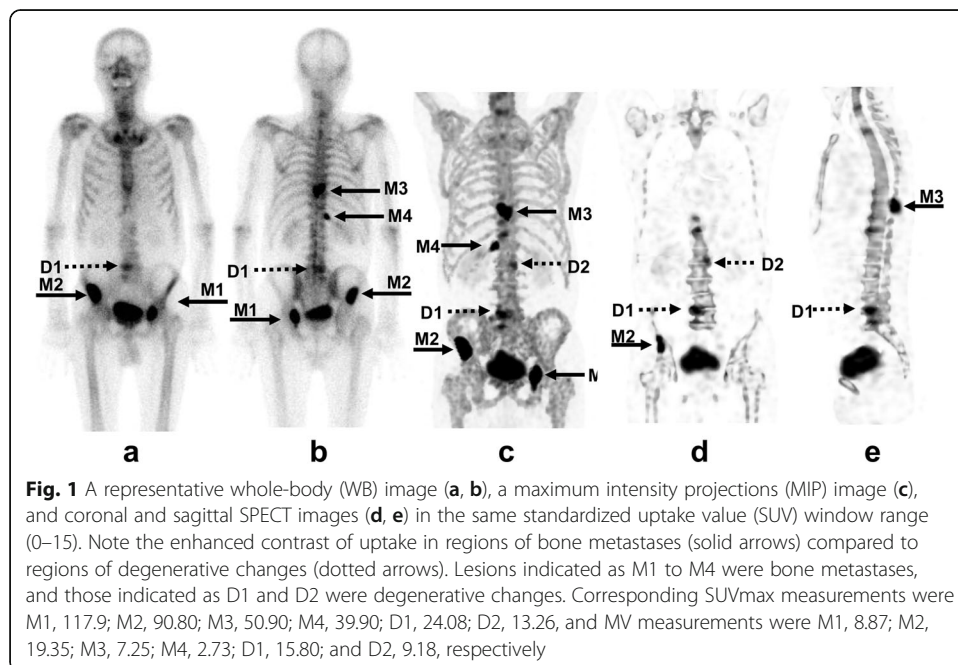 M3
M4
D1
M2
M1
D1
M2
M1
M3
M4
D2
D1
M2
M
D2
D1
M2
M3
D1
a b c d e
Fig. 1 A representative whole-body (WB) image (a, b), a maximum intensity projections (MIP) image (c),
and coronal and sagittal SPECT images (d, e) in the same standardized uptake value (SUV) window range
(0–15). Note the enhanced contrast of uptake in regions of bone metastases (solid arrows) compared to
regions of degenerative changes (dotted arrows). Lesions indicated as M1 to M4 were bone metastases,
and those indicated as D1 and D2 were degenerative changes. Corresponding SUVmax measurements were
M1, 117.9; M2, 90.80; M3, 50.90; M4, 39.90; D1, 24.08; D2, 13.26, and MV measurements were M1, 8.87; M2,
19.35; M3, 7.25; M4, 2.73; D1, 15.80; and D2, 9.18, respectively